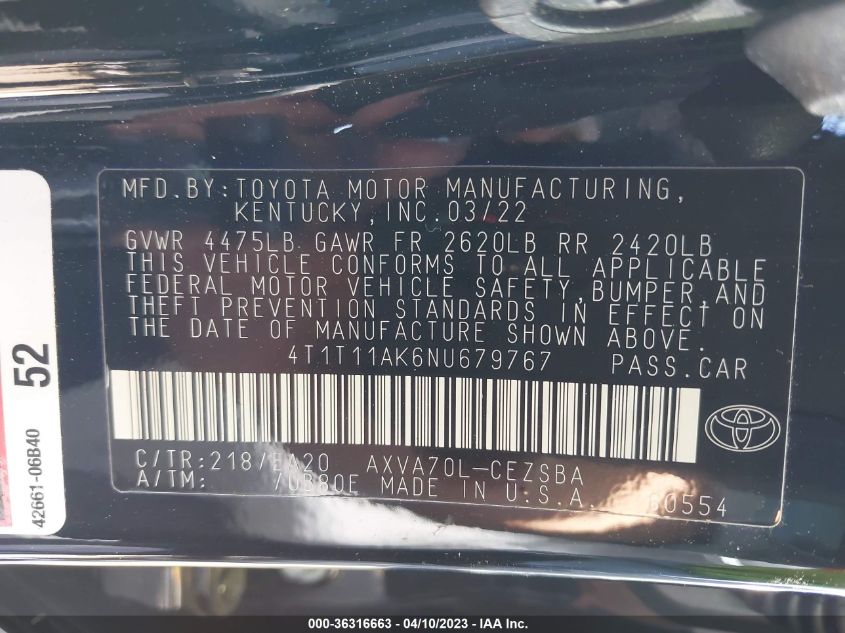 MFD.BY:TOYOTA MOTOR MANUFACTURING,
KENTUCKY,INC.03/22
GVWR 4475LB GAWR FR 2620LB RR 2420LB
THIS VEHICLE CONFORMS TO ALL APPLICABLE
FEDERAL MOTOR VEHICLE SAFETY,BUMPER,AND
THEFT PREVENTION STANDARDS IN EFFECT ON
THE DATE OF MANUFACTURE SHOWN ABOVE.
4T1T11AK6NU679767 PASS.CAR
C/TR:218/EA20 AXVA70L-CEZSBA
A/TM: /UB80E MADE IN U.S.A.
52
42661-06B40
000-36316663 - 04/10/2023 - IAA Inc.